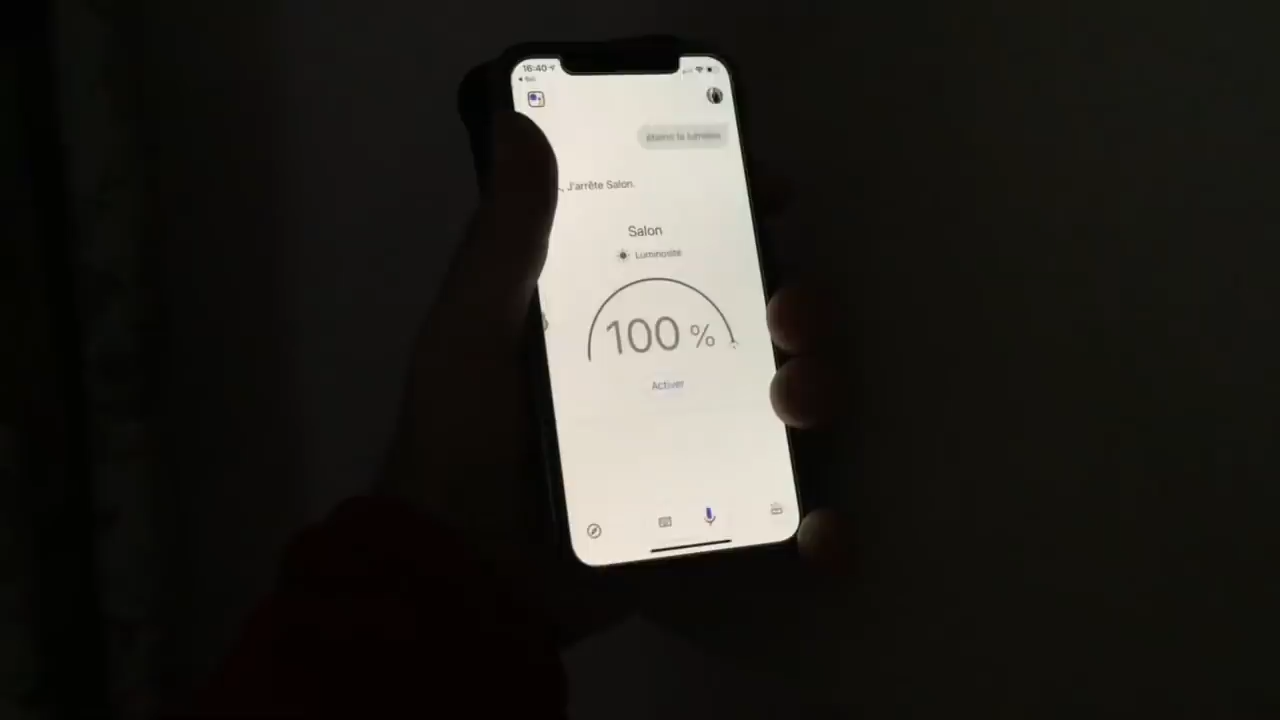 16:40
éteins la lumière
J'arrête Salon.
Salon
Luminosité
100 %
Activer